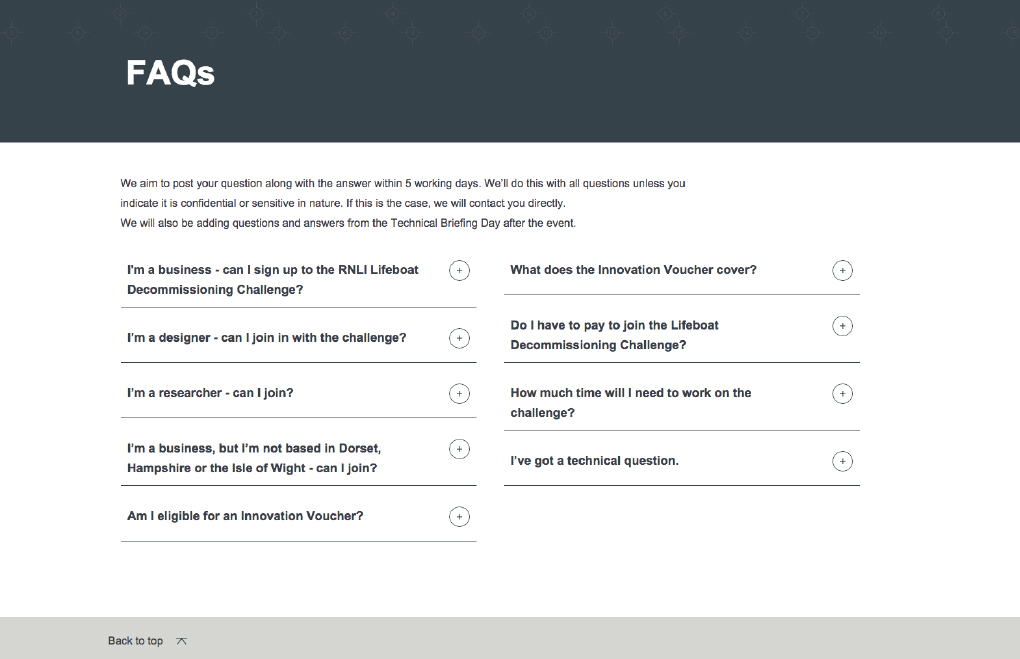 FAQs
We aim to post your question along with the answer within 5 working days. We'll do this with all questions unless you
indicate it is confidential or sensitive in nature. If this is the case, we will contact you directly.
We will also be adding questions and answers from the Technical Briefing Day after the event.
I'm a business - can I sign up to the RNLI Lifeboat
Decommissioning Challenge?
I'm a designer - can I join in with the challenge?
I'm a researcher - can I join?
I'm a business, but I'm not based in Dorset,
Hampshire or the Isle of Wight - can I join?
Am I eligible for an Innovation Voucher?
What does the Innovation Voucher cover?
Do I have to pay to join the Lifeboat
Decommissioning Challenge?
How much time will I need to work on the
challenge?
I've got a technical question.
Back to top